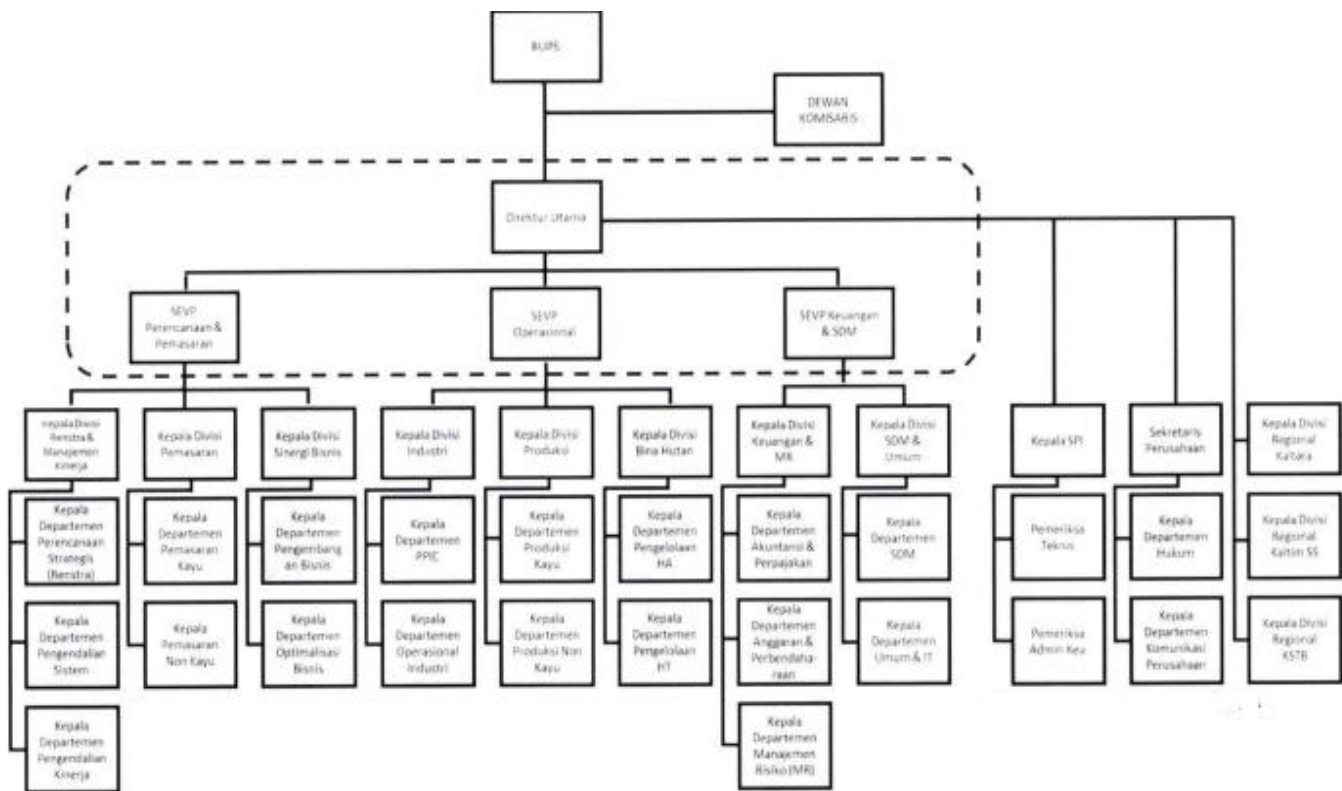 RUPS
DEWAN
KOMISARIS
Direktur Utama
SEVP
Perencanaan &
Pemasaran
SEVP
Operasional
SEVP Keuangan
& SDM
Kepala Divisi
Renstra &
Manajemen
Kinerja
Kepala Divisi
Pemasaran
Kepala Divisi
Sinergi Bisnis
Kepala Divisi
Industri
Kepala Divisi
Produksi
Kepala Divisi
Bina Hutan
Kepala Divisi
Keuangan &
MR
Kepala Divisi
SDM &
Umum
Kepala SPI
Sekretaris
Perusahaan
Kepala Divisi
Regional
Kaltara
Kepala
Departemen
Perencanaan
Strategis
(Renstra)
Kepala
Departemen
Pemasaran
Kayu
Kepala
Departemen
Pengembang
an Bisnis
Kepala
Departemen
PPIC
Kepala
Departemen
Produksi
Kayu
Kepala
Departemen
Pengelolaan
HA
Kepala
Departemen
Akuntansi &
Perpajakan
Kepala
Departemen
SDM
Pemeriksa
Teknis
Kepala
Departemen
Hukum
Kepala Divisi
Regional
Kaltim SS
Kepala
Departemen
Pengendalian
Sistem
Kepala
Pemasaran
Non Kayu
Kepala
Departemen
Optimalisasi
Bisnis
Kepala
Departemen
Operasional
Industri
Kepala
Departemen
Produksi Non
Kayu
Kepala
Departemen
Pengelolaan
HT
Kepala
Departemen
Anggaran &
Perbendaha-
raan
Kepala
Departemen
Umum & IT
Pemeriksa
Admin Keu
Kepala
Departemen
Komunikasi
Perusahaan
Kepala Divisi
Regional
KSTB
Kepala
Departemen
Pengendalian
Kinerja
Kepala
Departemen
Manajemen
Risiko (MR)